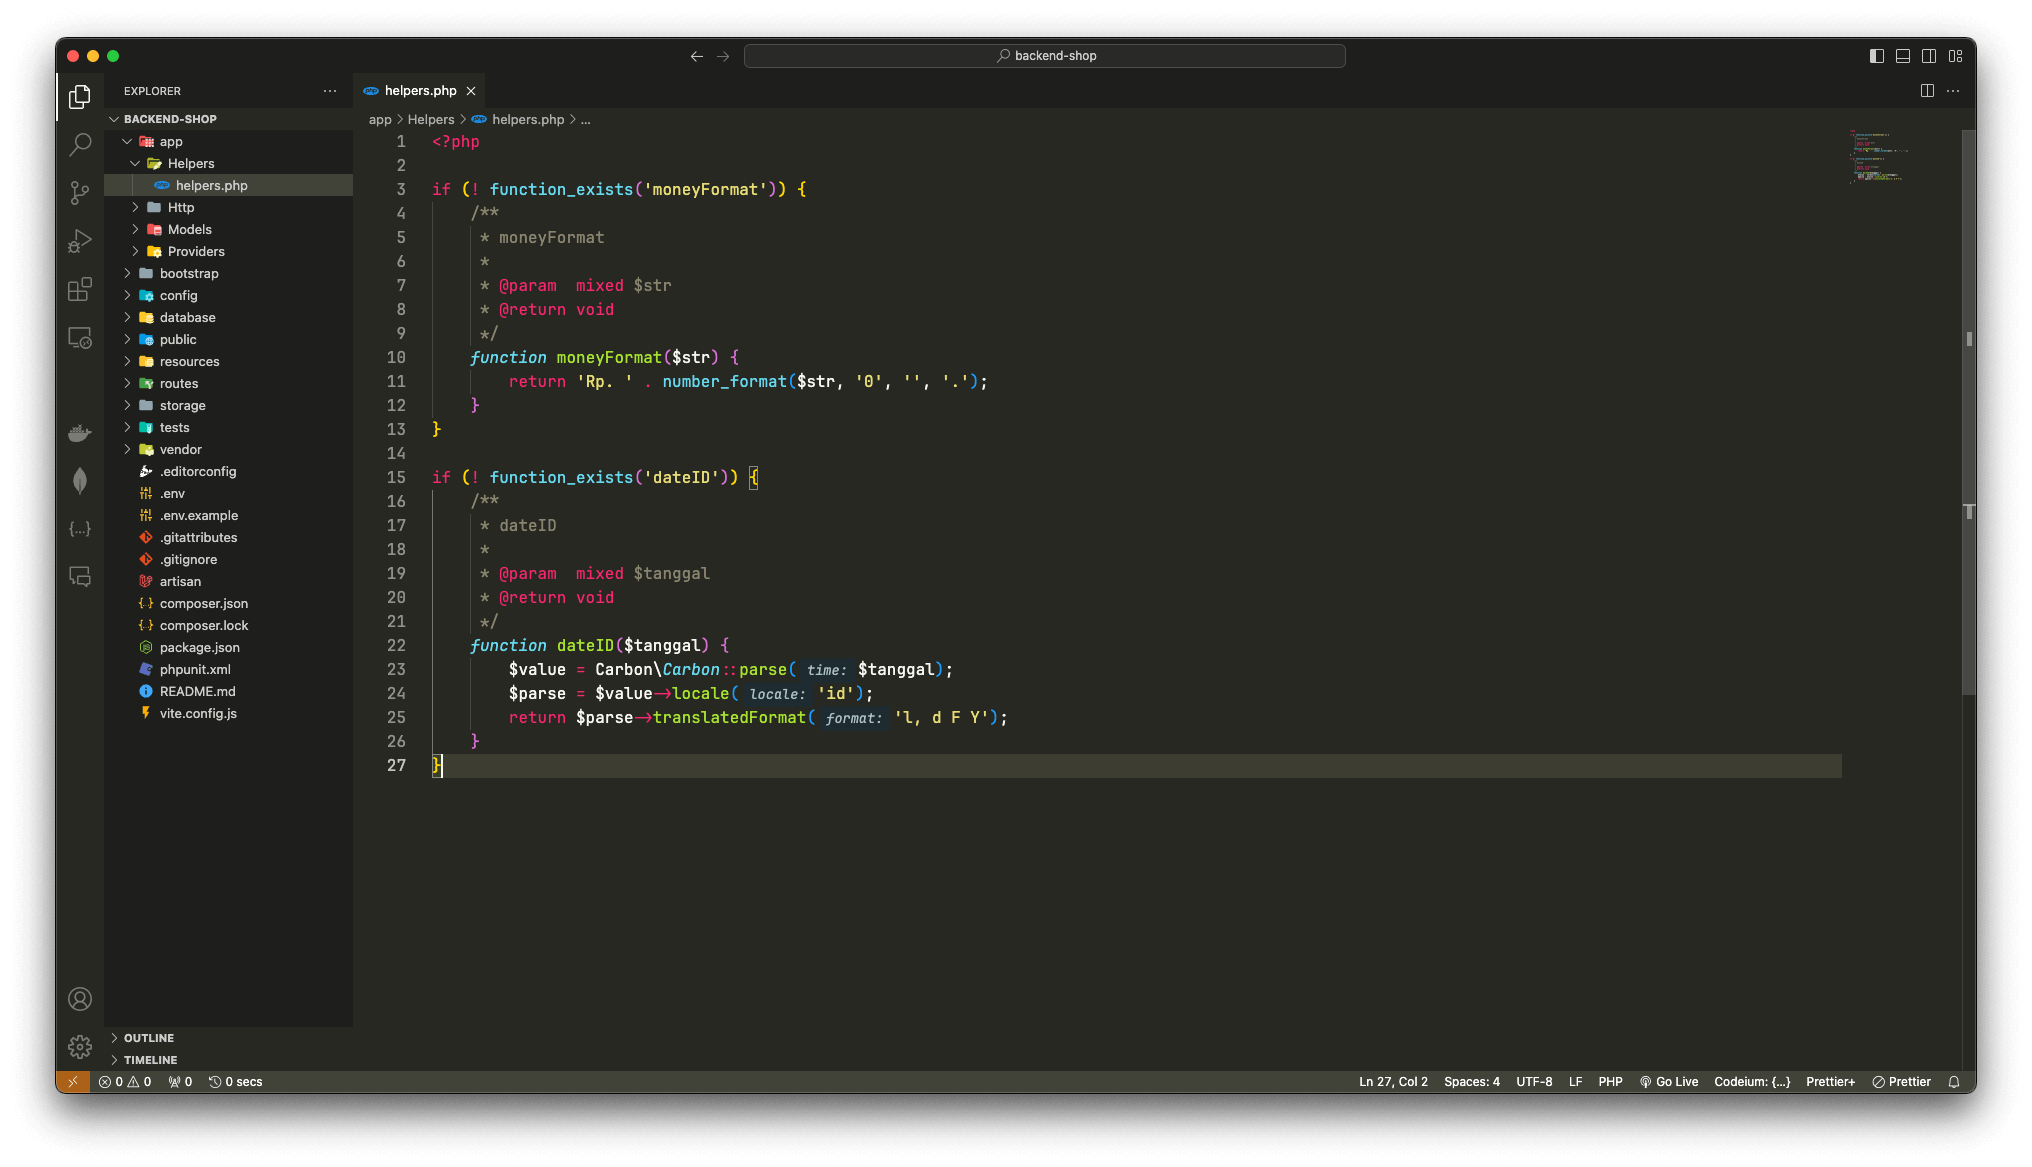 backend-shop
EXPLORER
helpers.php
BACKEND-SHOP
app
Helpers
helpers.php
Http
Models
Providers
bootstrap
config
database
public
resources
routes
storage
tests
vendor
.editorconfig
.env
.env.example
.gitattributes
.gitignore
artisan
composer.json
composer.lock
package.json
phpunit.xml
README.md
vite.config.js
OUTLINE
TIMELINE
app > Helpers > helpers.php > ...
1 <?php
2
3 if (! function_exists('moneyFormat')) {
4     /**
5      * moneyFormat
6      *
7      * @param  mixed $str
8      * @return void
9      */
10     function moneyFormat($str) {
11         return 'Rp. ' . number_format($str, '0', '', '.');
12     }
13 }
14
15 if (! function_exists('dateID')) {
16     /**
17      * dateID
18      *
19      * @param  mixed $tanggal
20      * @return void
21      */
22     function dateID($tanggal) {
23         $value = Carbon\Carbon::parse( time: $tanggal);
24         $parse = $value->locale( locale: 'id');
25         return $parse->translatedFormat( format: 'l, d F Y');
26     }
27 }
0 0 0 0 secs
Ln 27, Col 2 Spaces: 4 UTF-8 LF PHP Go Live Codeium: {...} Prettier+ Prettier